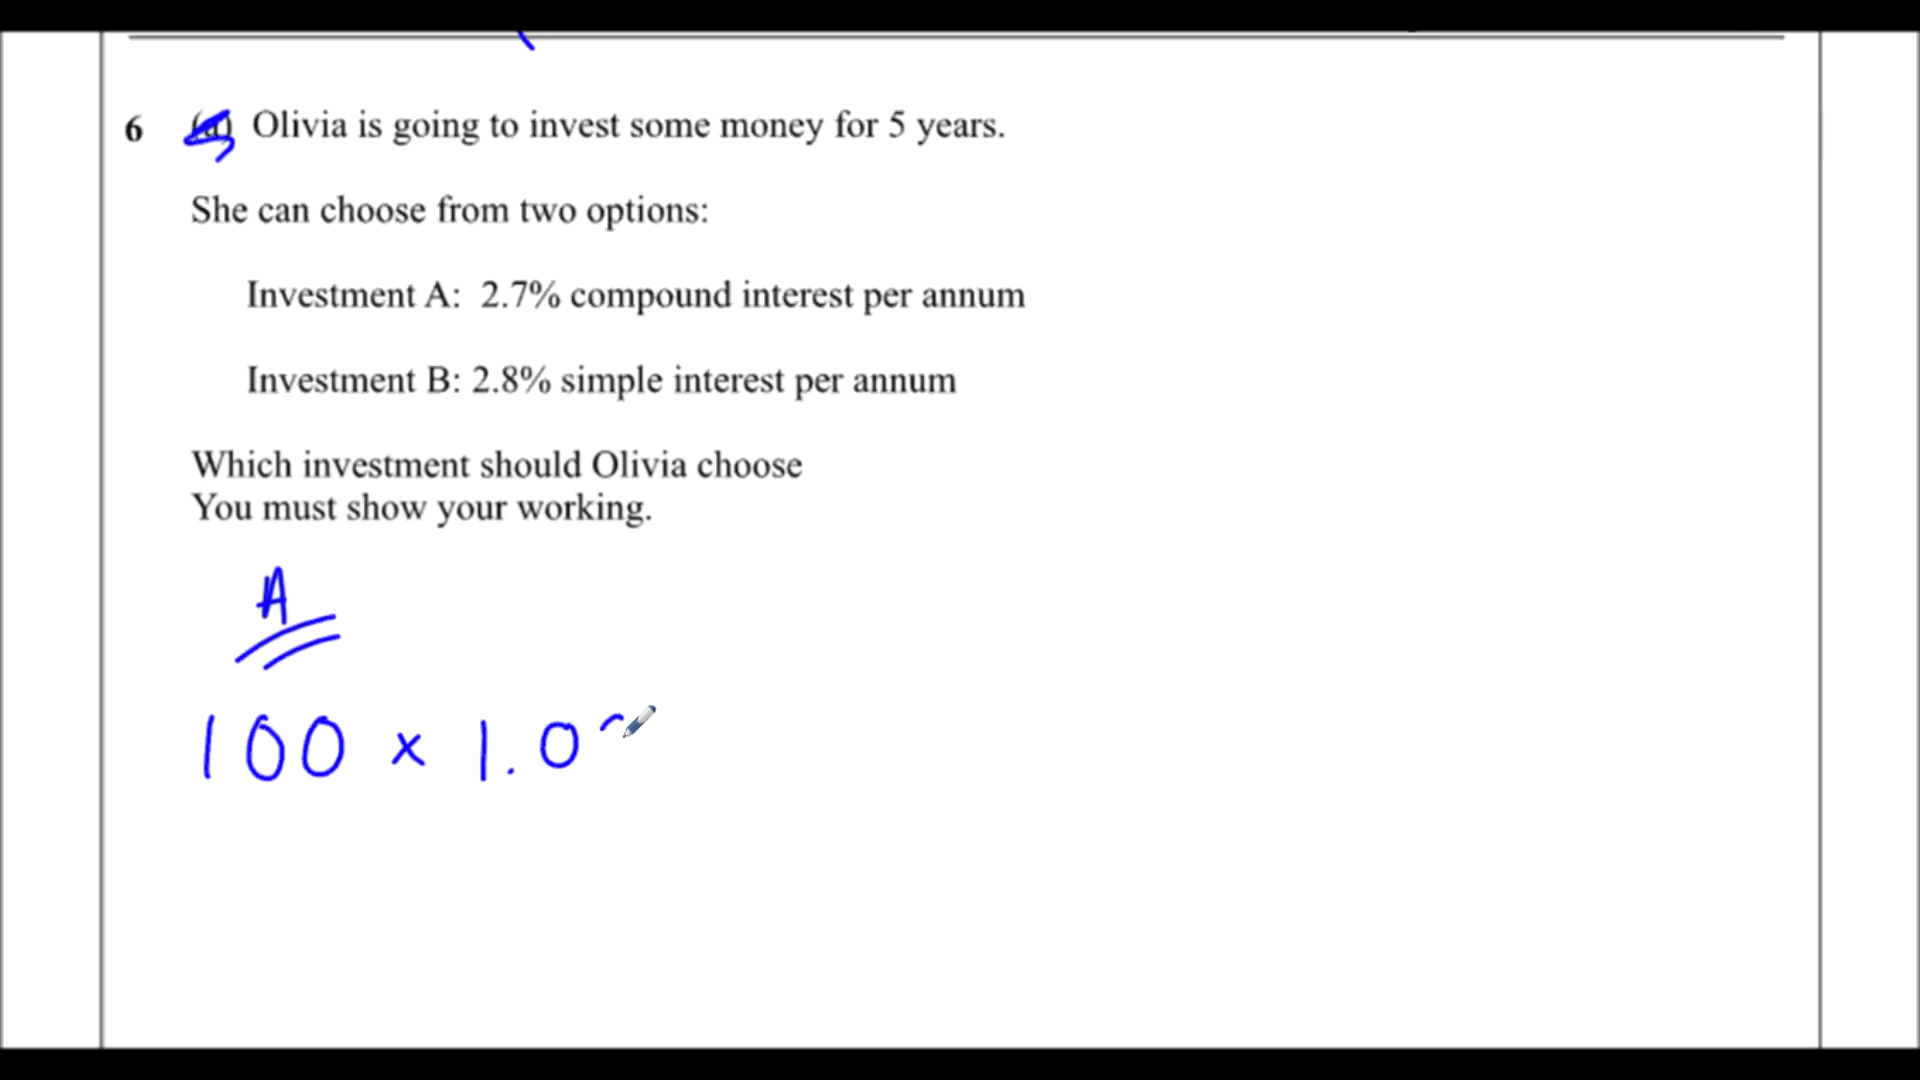 6 (a) Olivia is going to invest some money for 5 years.
She can choose from two options:
Investment A: 2.7% compound interest per annum
Investment B: 2.8% simple interest per annum
Which investment should Olivia choose
You must show your working.
A
100 × 1.0